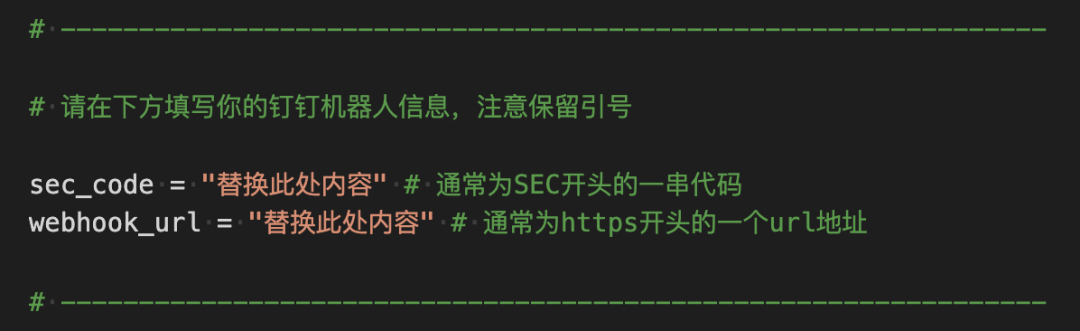 # ---------------------------------------------------------------
# 请在下方填写你的钉钉机器人信息，注意保留引号
sec_code = "替换此处内容" # 通常为SEC开头的一串代码
webhook_url = "替换此处内容" # 通常为https开头的一个url地址
# ---------------------------------------------------------------